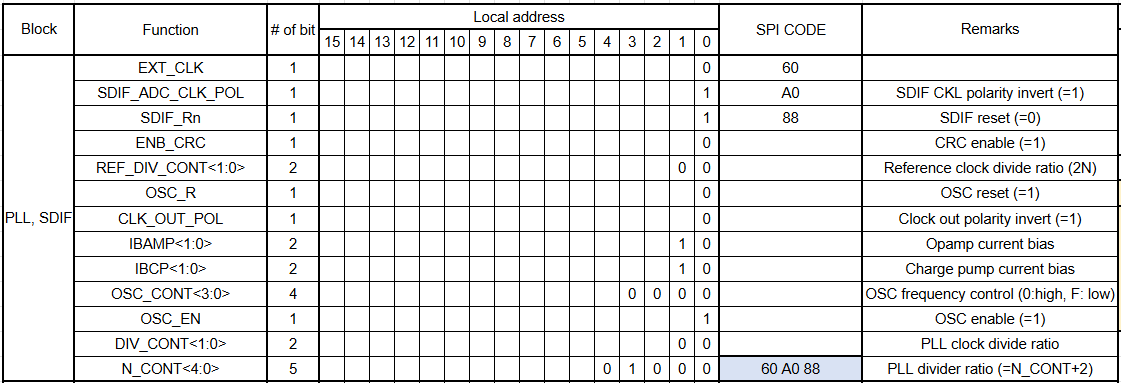 Block Function # of bit Local address SPI CODE Remarks
15 14 13 12 11 10 9 8 7 6 5 4 3 2 1 0
EXT_CLK 1 0 60
SDIF_ADC_CLK_POL 1 1 A0 SDIF CKL polarity invert (=1)
SDIF_Rn 1 1 88 SDIF reset (=0)
ENB_CRC 1 0 CRC enable (=1)
REF_DIV_CONT<1:0> 2 0 0 Reference clock divide ratio (2N)
OSC_R 1 0 OSC reset (=1)
PLL, SDIF CLK_OUT_POL 1 0 Clock out polarity invert (=1)
IBAMP<1:0> 2 1 0 Opamp current bias
IBCP<1:0> 2 1 0 Charge pump current bias
OSC_CONT<3:0> 4 0 0 0 0 OSC frequency control (0:high, F: low)
OSC_EN 1 1 OSC enable (=1)
DIV_CONT<1:0> 2 0 0 PLL clock divide ratio
N_CONT<4:0> 5 0 1 0 0 0 60 A0 88 PLL divider ratio (=N_CONT+2)